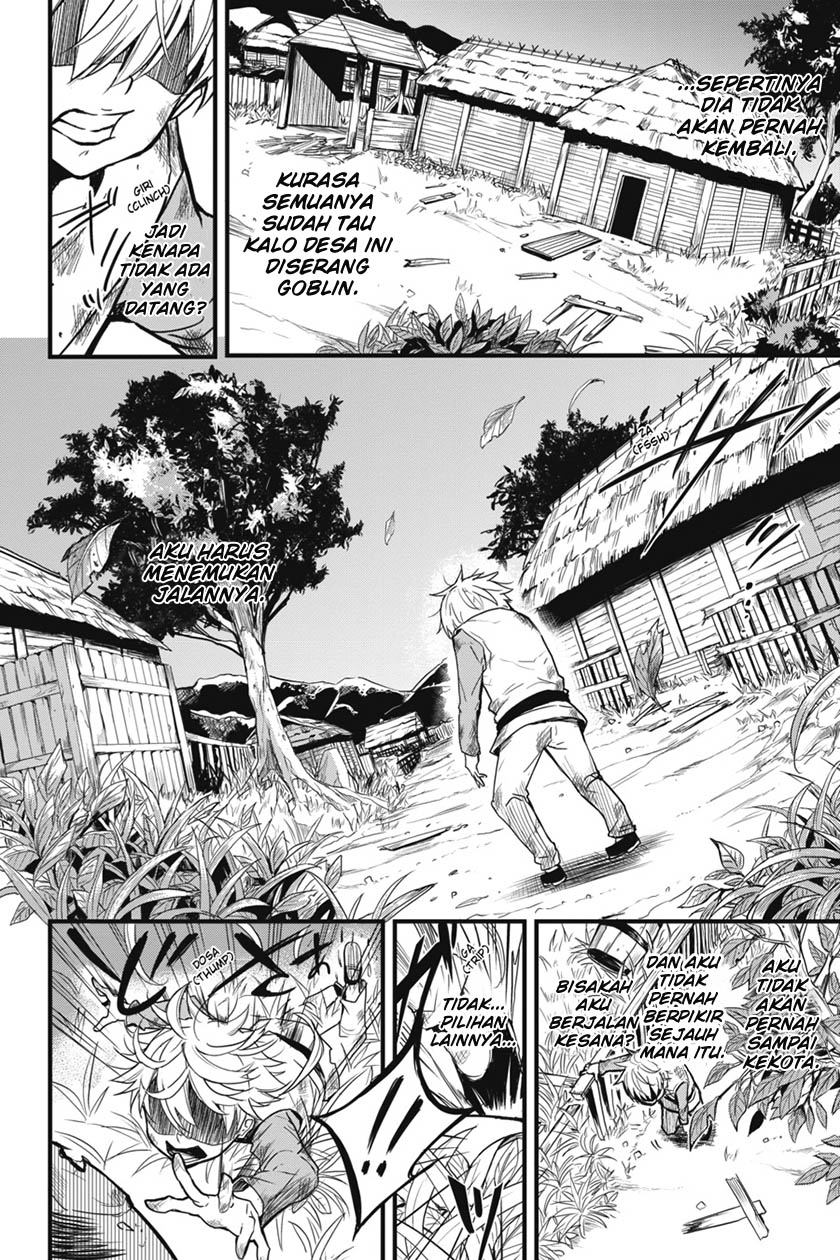 ...SEPERTINYA
DIA TIDAK
AKAN PERNAH
KEMBALI.
KURASA
SEMUANYA
SUDAH TAU
KALO DESA INI
DISERANG
GOBLIN.
GIRI
(CLINCH)
JADI
KENAPA
TIDAK ADA
YANG
DATANG?
ZA
(FSSH)
AKU HARUS
MENEMUKAN
JALANNYA.
AKU
TIDAK
AKAN
PERNAH
SAMPAI
KEKOTA.
DAN AKU
TIDAK
PERNAH
BERPIKIR
SEJAUH
MANA ITU.
BISAKAH
AKU
BERJALAN
KESANA?
GA
(TRIP)
TIDAK...
PILIHAN
LAINNYA...
!!
DOSA
(THUMP)